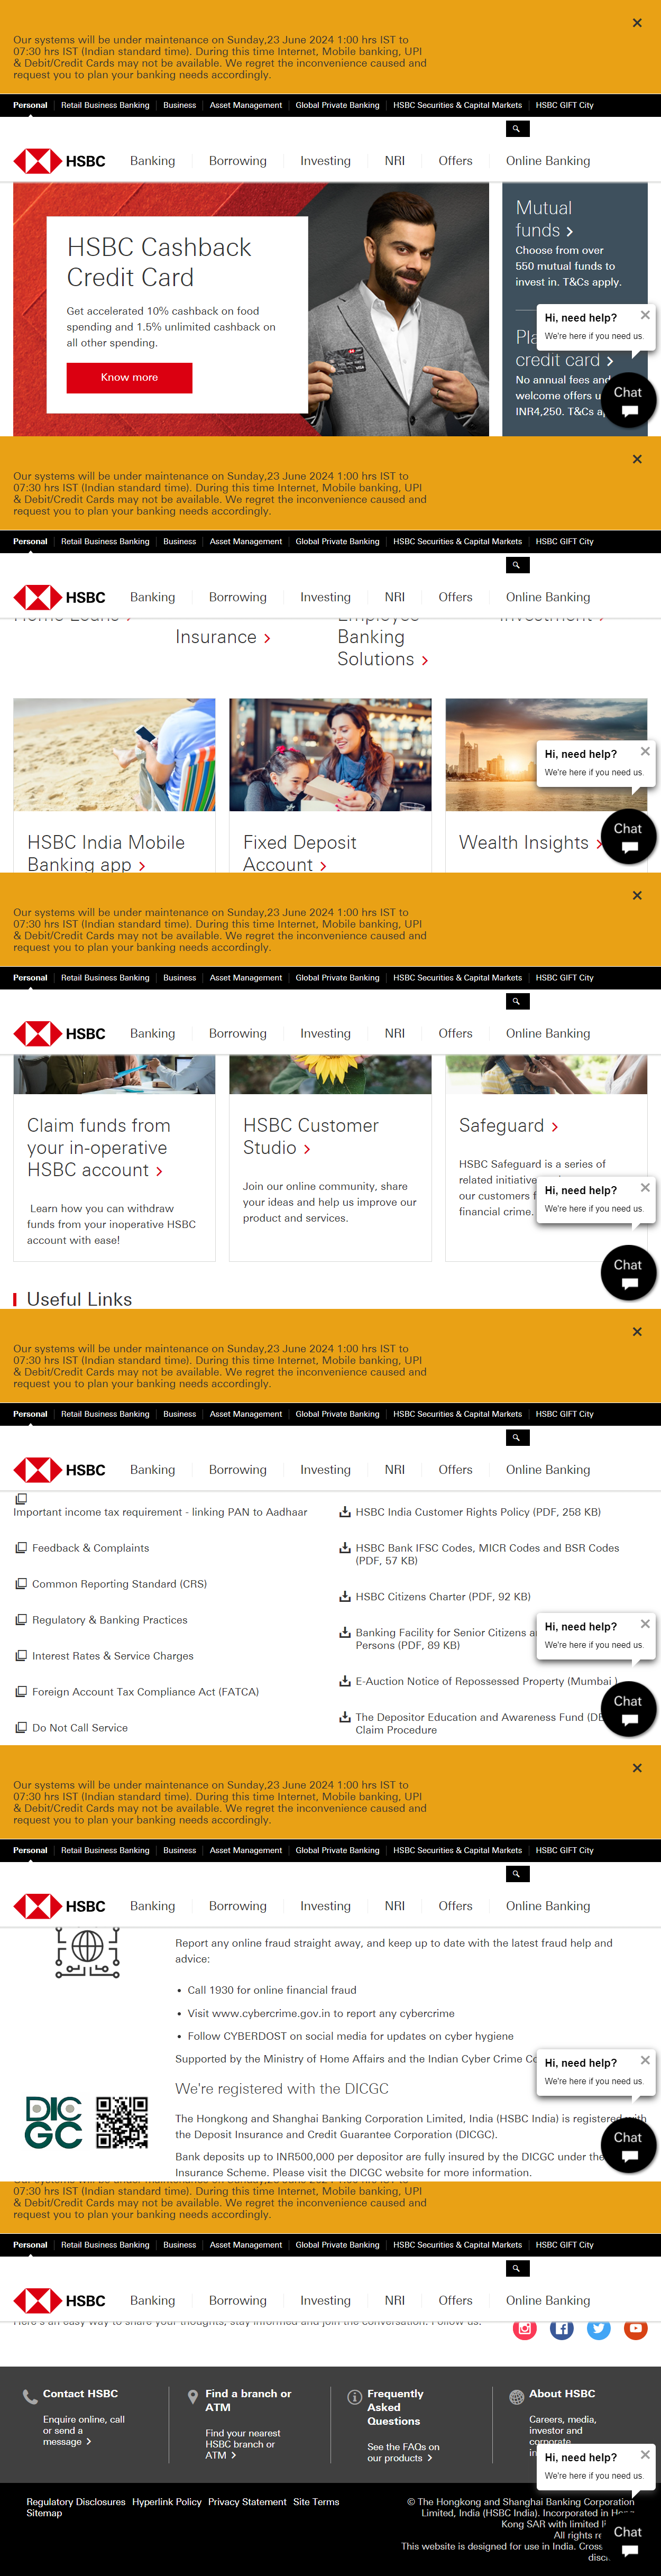 Our systems will be under maintenance on Sunday,23 June 2024 1:00 hrs IST to
07:30 hrs IST (Indian standard time). During this time Internet, Mobile banking, UPI
& Debit/Credit Cards may not be available. We regret the inconvenience caused and
request you to plan your banking needs accordingly.
Personal Retail Business Banking Business Asset Management Global Private Banking HSBC Securities & Capital Markets HSBC GIFT City
HSBC Banking Borrowing Investing NRI Offers Online Banking
HSBC Cashback
Credit Card
Get accelerated 10% cashback on food
spending and 1.5% unlimited cashback on
all other spending.
Know more
Mutual
funds
Choose from over
550 mutual funds to
invest in. T&Cs apply.
Hi, need help?
We're here if you need us.
credit card
No annual fees and
welcome offers
INR4,250. T&Cs
Chat
Our systems will be under maintenance on Sunday,23 June 2024 1:00 hrs IST to
07:30 hrs IST (Indian standard time). During this time Internet, Mobile banking, UPI
& Debit/Credit Cards may not be available. We regret the inconvenience caused and
request you to plan your banking needs accordingly.
Personal Retail Business Banking Business Asset Management Global Private Banking HSBC Securities & Capital Markets HSBC GIFT City
HSBC Banking Borrowing Investing NRI Offers Online Banking
Home Loans
Insurance
Employee
Banking
Solutions
Investment
Hi, need help?
We're here if you need us.
Chat
HSBC India Mobile
Banking app
Fixed Deposit
Account
Wealth Insights
Our systems will be under maintenance on Sunday,23 June 2024 1:00 hrs IST to
07:30 hrs IST (Indian standard time). During this time Internet, Mobile banking, UPI
& Debit/Credit Cards may not be available. We regret the inconvenience caused and
request you to plan your banking needs accordingly.
Personal Retail Business Banking Business Asset Management Global Private Banking HSBC Securities & Capital Markets HSBC GIFT City
HSBC Banking Borrowing Investing NRI Offers Online Banking
Claim funds from
your in-operative
HSBC account
Learn how you can withdraw
funds from your inoperative HSBC
account with ease!
HSBC Customer
Studio
Join our online community, share
your ideas and help us improve our
product and services.
Safeguard
HSBC Safeguard is a series of
related
our customers
financial crime.
Hi, need help?
We're here if you need us.
Chat
Useful Links
Our systems will be under maintenance on Sunday,23 June 2024 1:00 hrs IST to
07:30 hrs IST (Indian standard time). During this time Internet, Mobile banking, UPI
& Debit/Credit Cards may not be available. We regret the inconvenience caused and
request you to plan your banking needs accordingly.
Personal Retail Business Banking Business Asset Management Global Private Banking HSBC Securities & Capital Markets HSBC GIFT City
HSBC Banking Borrowing Investing NRI Offers Online Banking
Important income tax requirement - linking PAN to Aadhaar
Feedback & Complaints
Common Reporting Standard (CRS)
Regulatory & Banking Practices
Interest Rates & Service Charges
Foreign Account Tax Compliance Act (FATCA)
Do Not Call Service
HSBC India Customer Rights Policy (PDF, 258 KB)
HSBC Bank IFSC Codes, MICR Codes and BSR Codes
(PDF, 57 KB)
HSBC Citizens Charter (PDF, 92 KB)
Banking Facility for Senior Citizens
Persons (PDF, 89 KB)
E-Auction Notice of Repossessed Property (Mumbai )
The Depositor Education and Awareness Fund
Claim Procedure
Hi, need help?
We're here if you need us.
Chat
Our systems will be under maintenance on Sunday,23 June 2024 1:00 hrs IST to
07:30 hrs IST (Indian standard time). During this time Internet, Mobile banking, UPI
& Debit/Credit Cards may not be available. We regret the inconvenience caused and
request you to plan your banking needs accordingly.
Personal Retail Business Banking Business Asset Management Global Private Banking HSBC Securities & Capital Markets HSBC GIFT City
HSBC Banking Borrowing Investing NRI Offers Online Banking
Report any online fraud straight away, and keep up to date with the latest fraud help and
advice:
• Call 1930 for online financial fraud
• Visit www.cybercrime.gov.in to report any cybercrime
• Follow CYBERDOST on social media for updates on cyber hygiene
Supported by the Ministry of Home Affairs and the Indian Cyber Crime
Hi, need help?
We're here if you need us.
Chat
DICGC
We're registered with the DICGC
The Hongkong and Shanghai Banking Corporation Limited, India (HSBC India) is registered with
the Deposit Insurance and Credit Guarantee Corporation (DICGC).
Bank deposits up to INR500,000 per depositor are fully insured by the DICGC under the
Insurance Scheme. Please visit the DICGC website for more information.
07:30 hrs IST (Indian standard time). During this time Internet, Mobile banking, UPI
& Debit/Credit Cards may not be available. We regret the inconvenience caused and
request you to plan your banking needs accordingly.
Personal Retail Business Banking Business Asset Management Global Private Banking HSBC Securities & Capital Markets HSBC GIFT City
HSBC Banking Borrowing Investing NRI Offers Online Banking
Here's an easy way to share your thoughts, stay informed and join the conversation. Follow us:
Contact HSBC
Enquire online, call
or send a
message
Find a branch or
ATM
Find your nearest
HSBC branch or
ATM
Frequently
Asked
Questions
See the FAQs on
our products
About HSBC
Careers, media,
investor and
corporate
Hi, need help?
We're here if you need us.
Chat
Regulatory Disclosures Hyperlink Policy Privacy Statement Site Terms
Sitemap
© The Hongkong and Shanghai Banking Corporation
Limited, India (HSBC India). Incorporated in Hong
Kong SAR with limited
All rights
This website is designed for use in India.